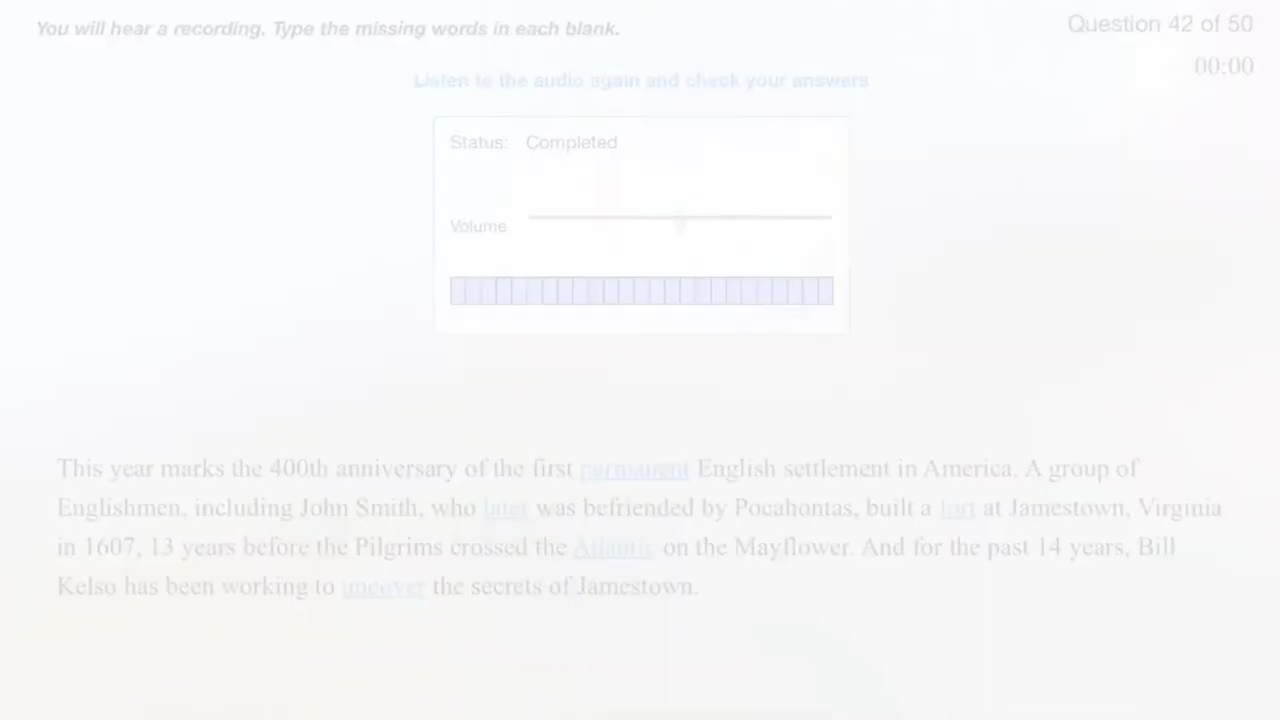 You will hear a recording. Type the missing words in each blank.
Question 42 of 50
00:00
Listen to the audio again and check your answers
Status: Completed
Volume
This year marks the 400th anniversary of the first permanent English settlement in America. A group of
Englishmen, including John Smith, who later was befriended by Pocahontas, built a fort at Jamestown, Virginia
in 1607, 13 years before the Pilgrims crossed the Atlantic on the Mayflower. And for the past 14 years, Bill
Kelso has been working to uncover the secrets of Jamestown.